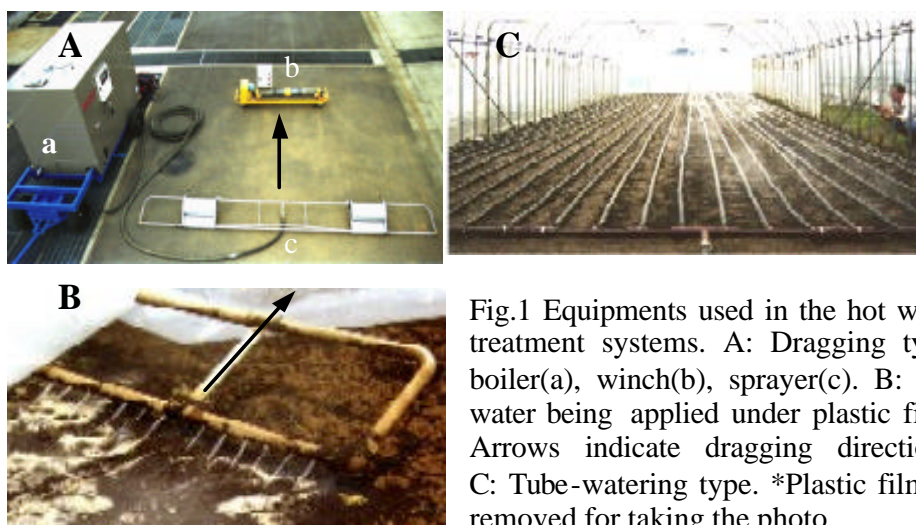 A
b
a
c
C
B
Fig.1 Equipments used in the hot w
treatment systems. A: Dragging ty
boiler(a), winch(b), sprayer(c). B:
water being applied under plastic fi
Arrows indicate dragging directi
C: Tube-watering type. *Plastic film
removed for taking the photo